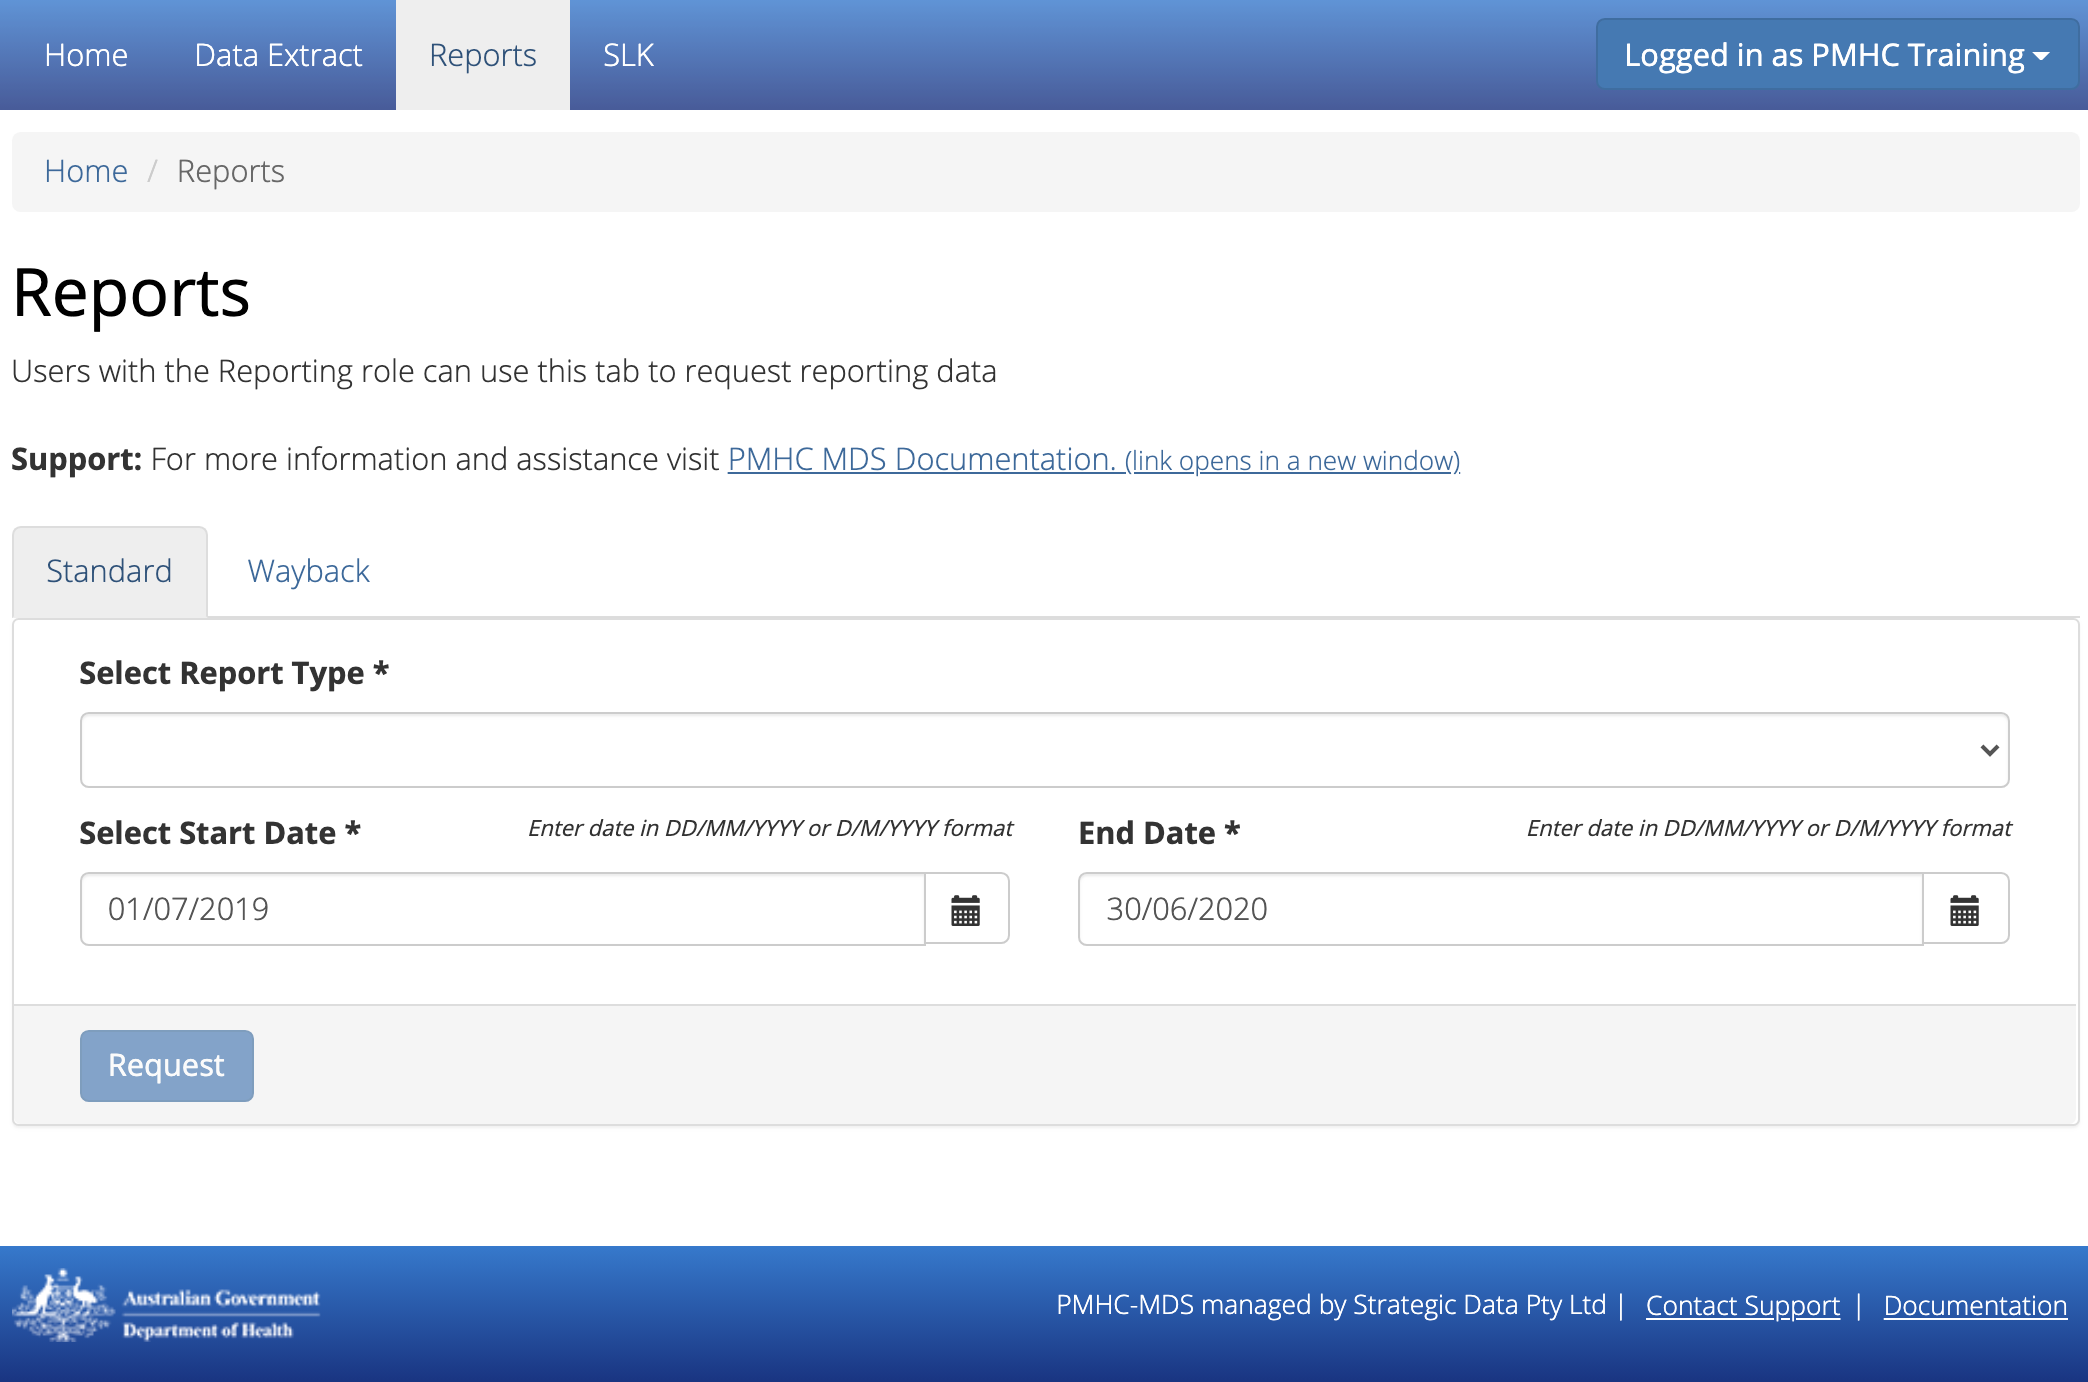 Home Data Extract Reports SLK Logged in as PMHC Training
Home / Reports
Reports
Users with the Reporting role can use this tab to request reporting data
Support: For more information and assistance visit PMHC MDS Documentation. (link opens in a new window)
Standard Wayback
Select Report Type *
Select Start Date * Enter date in DD/MM/YYYY or D/M/YYYY format End Date * Enter date in DD/MM/YYYY or D/M/YYYY format
01/07/2019 30/06/2020
Request
Australian Government
Department of Health
PMHC-MDS managed by Strategic Data Pty Ltd | Contact Support | Documentation